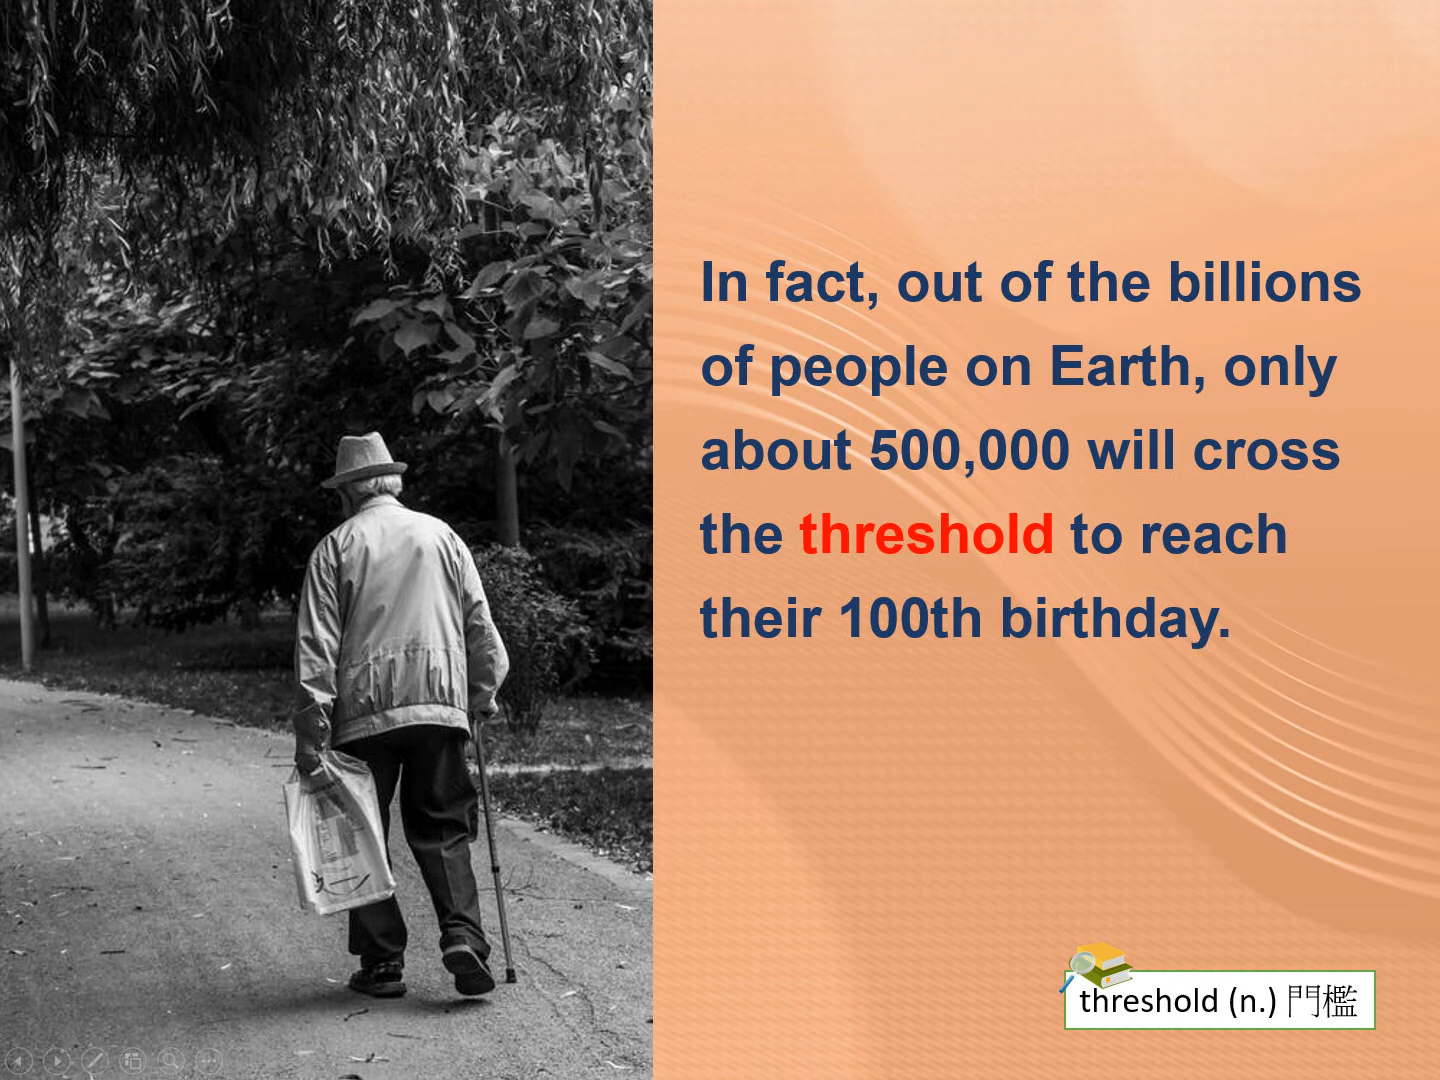 In fact, out of the billions
of people on Earth, only
about 500,000 will cross
the threshold to reach
their 100th birthday.
threshold (n.) 門檻